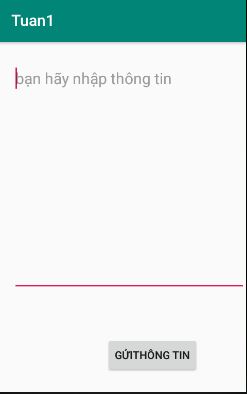 Tuan1
bạn hãy nhập thông tin
GỬITHÔNG TIN